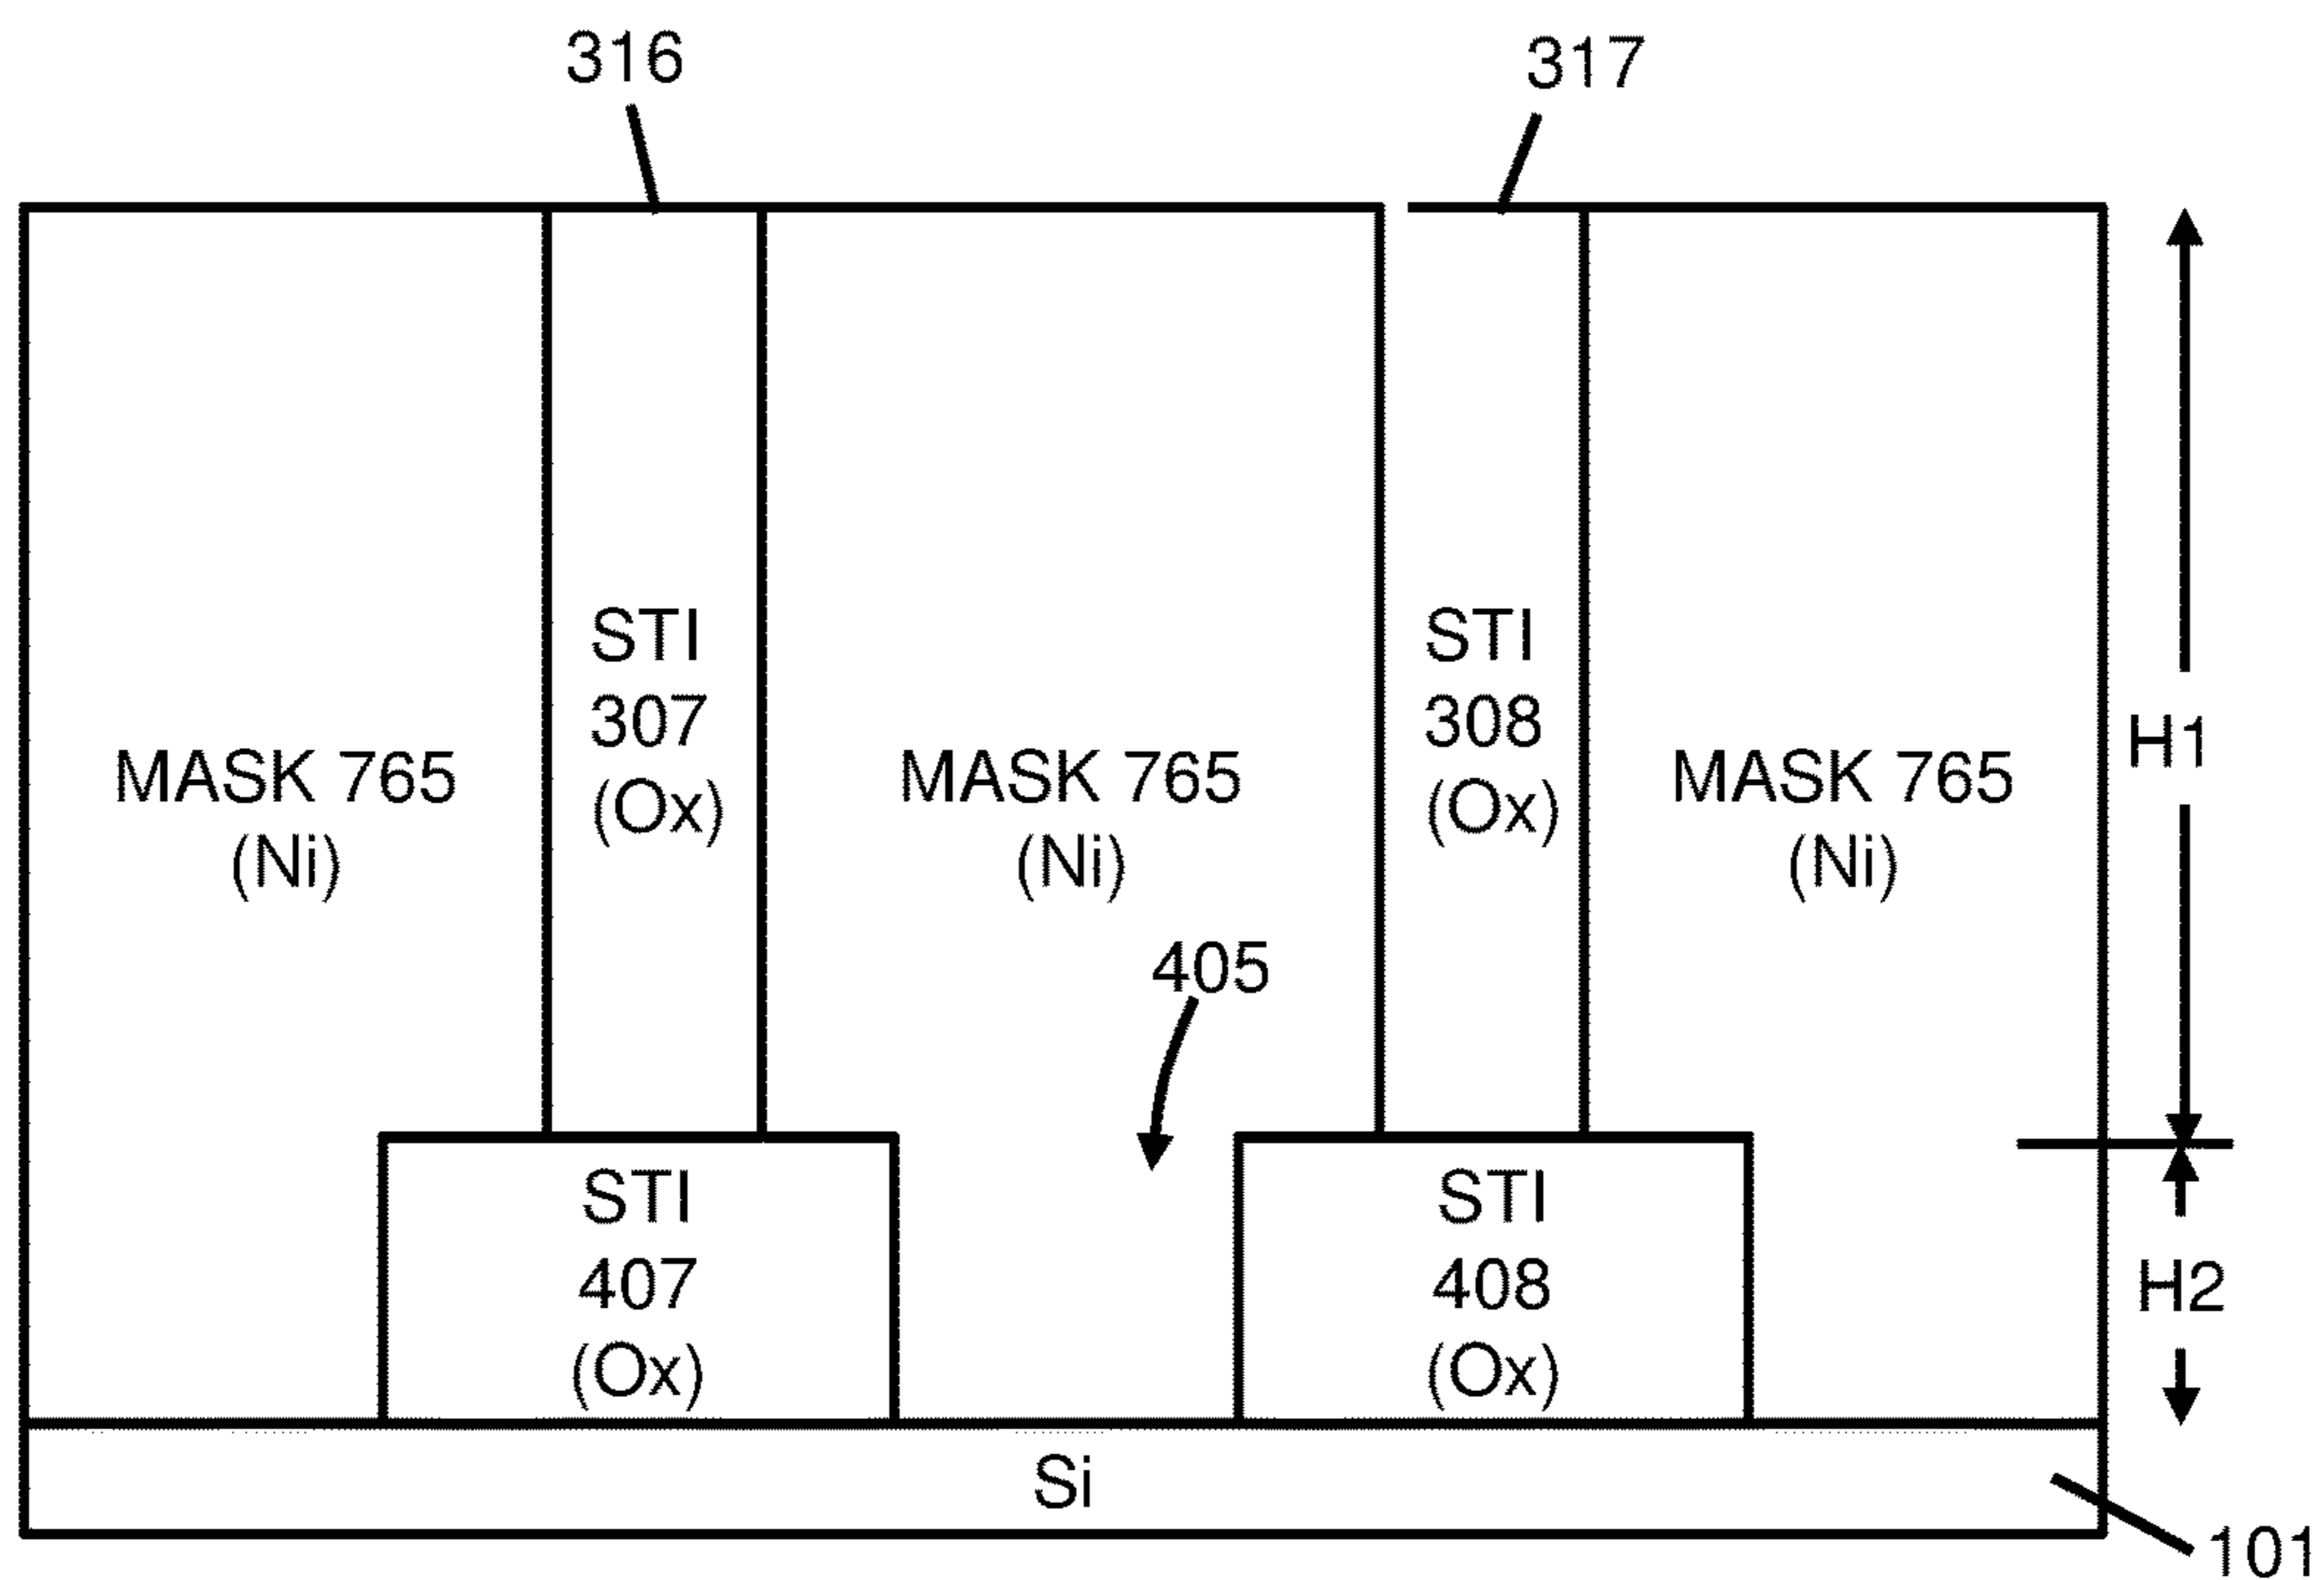 316
317
STI
307
(Ox)
STI
308
(Ox)
H1
MASK 765
(Ni)
MASK 765
(Ni)
MASK 765
(Ni)
405
STI
407
(Ox)
STI
408
(Ox)
H2
Si
101